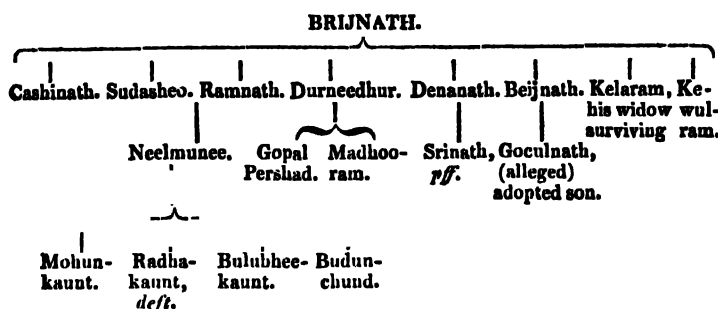 BRIJNATH.
Cashinath. Sudasheo. Ramnath. Durneedhur. Denanath. Beijnath. Kelaram, Ke-
his widow wul-
surviving ram.
Neelmunee. Gopal Madhoo- Srinath, Goculnath,
Pershad. ram. pff. (alleged)
adopted son.
Mohun- Radha- Bulubhee- Budun-
kaunt. kaunt, kaunt. chund.
deft.